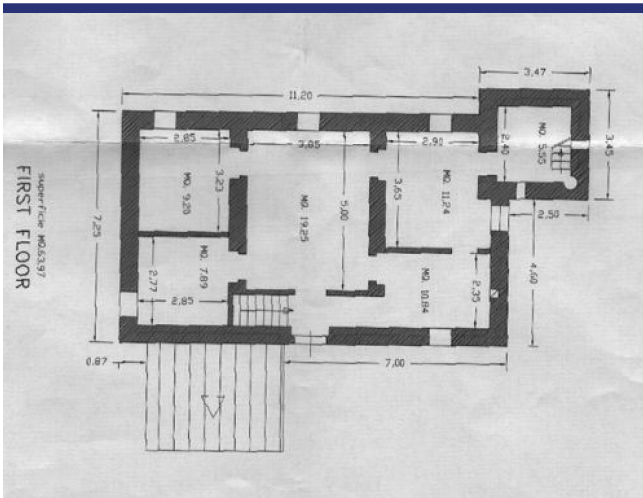 3,47
11,20
2,85
3,85
2,90
2,45
MQ. 5,55
3,45
7,25
3,23
MQ. 9,20
MQ. 19,25
5,00
3,65
MQ. 11,24
2,50
superficie MQ.63,97
FIRST FLOOR
2,77
MQ. 7,89
2,85
MQ. 10,84
2,35
4,60
0.87
7,00